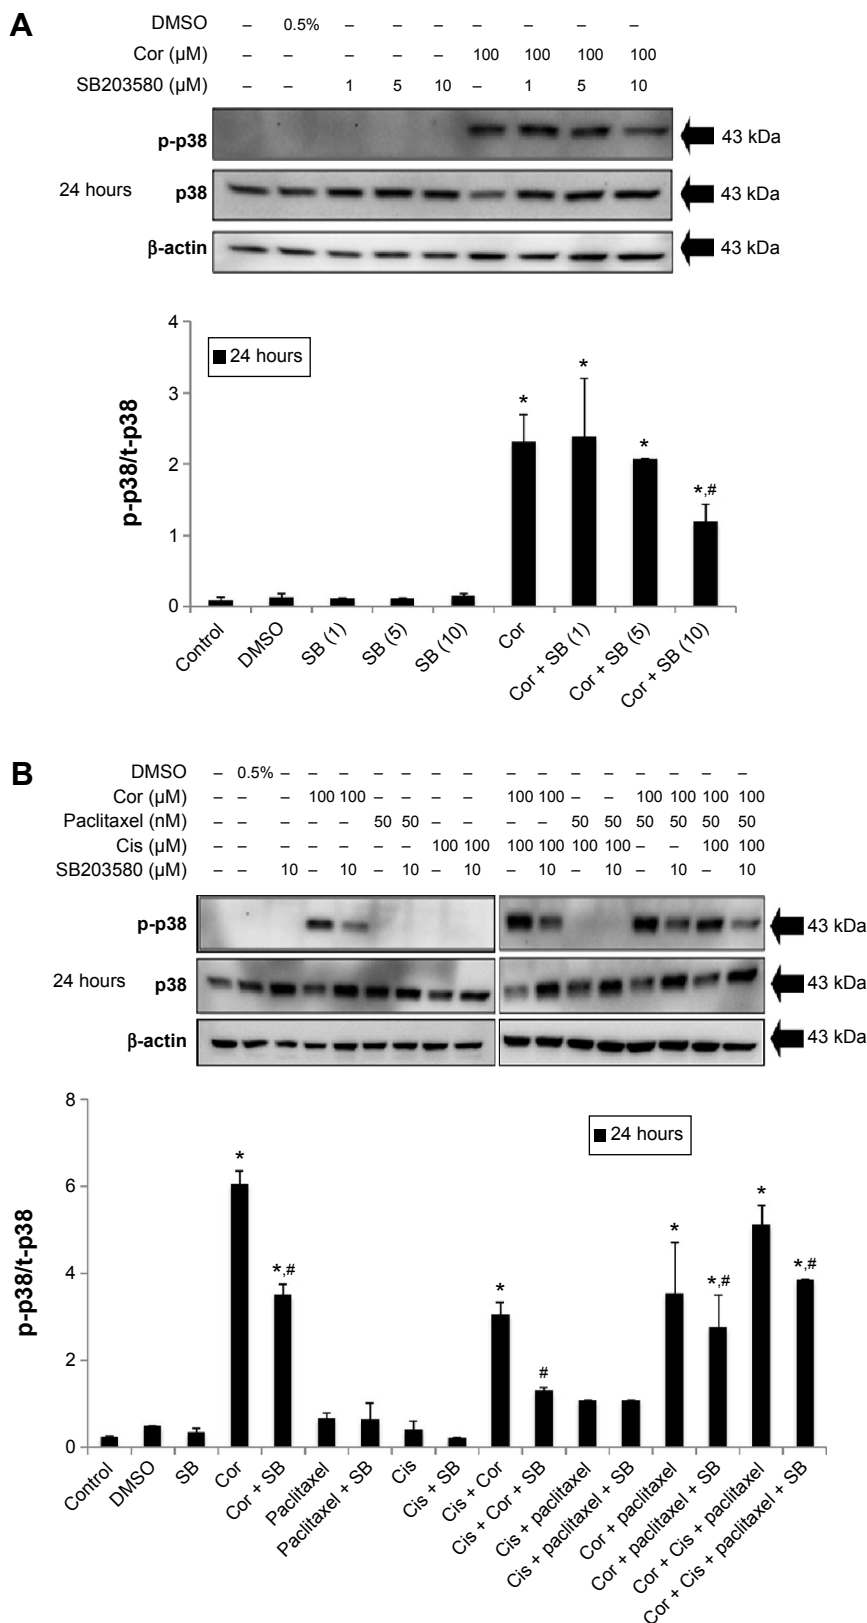 A
DMSO – 0.5% – – – – – – –
Cor (µM) – – – – – 100 100 100 100
SB203580 (µM) – – 1 5 10 – 1 5 10
p-p38 43 kDa
24 hours p38 43 kDa
β-actin 43 kDa
4
24 hours
3
2
1
0
p-p38/t-p38
* * * *,#
Control DMSO SB (1) SB (5) SB (10) Cor Cor + SB (1) Cor + SB (5) Cor + SB (10)
B
DMSO – 0.5% – – – – – – – – – – – – – – –
Cor (µM) – – – 100 100 – – – – 100 100 – – 100 100 100 100
Paclitaxel (nM) – – – – – 50 50 – – – – 50 50 50 50 50 50
Cis (µM) – – – – – – – 100 100 100 100 100 100 – – 100 100
SB203580 (µM) – – 10 – 10 – 10 – 10 – 10 – 10 – 10 – 10
p-p38 43 kDa
24 hours p38 43 kDa
β-actin 43 kDa
8
24 hours
6
4
2
0
p-p38/t-p38
* *,# * # * *,# * *,#
Control DMSO SB Cor Cor + SB Paclitaxel Paclitaxel + SB Cis Cis + SB Cis + Cor Cis + Cor + SB Cis + paclitaxel Cis + paclitaxel + SB Cor + paclitaxel Cor + paclitaxel + SB Cor + Cis + paclitaxel Cor + Cis + paclitaxel + SB